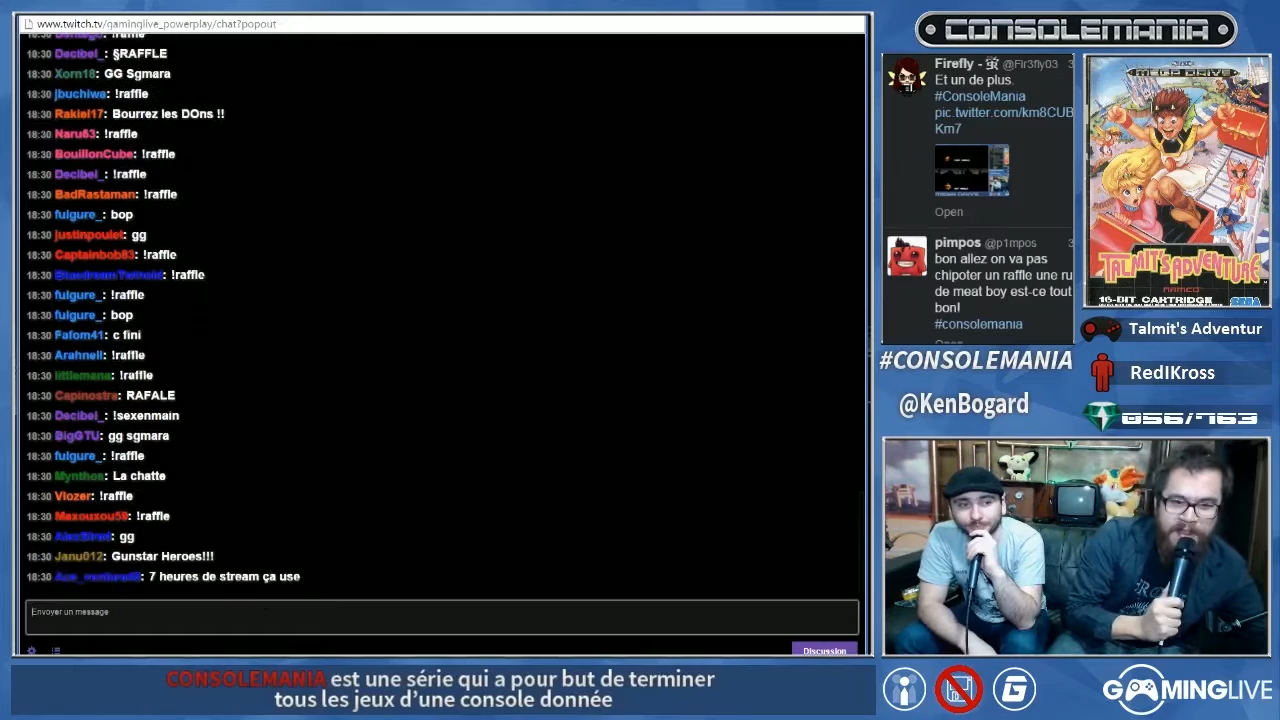 www.twitch.tv/gaminglive_powerplay/chat?popout
18:30 Decibel_: §RAFFLE
18:30 Xorn18: GG Sgmara
18:30 jbuchiwa: !raffle
18:30 Rakiel17: Bourrez les DOns !!
18:30 Naru63: !raffle
18:30 BouillonCube: !raffle
18:30 Decibel_: !raffle
18:30 BadRastaman: !raffle
18:30 fulgure_: bop
18:30 justinpoulet: gg
18:30 Captainbob83: !raffle
18:30 !raffle
18:30 fulgure_: !raffle
18:30 fulgure_: bop
18:30 Fafom41: c fini
18:30 Arahnell: !raffle
18:30 littlemana: !raffle
18:30 Capinostra: RAFALE
18:30 Decibel_: !sexenmain
18:30 BigGTU: gg sgmara
18:30 fulgure_: !raffle
18:30 Mynthos: La chatte
18:30 Vlozer: !raffle
18:30 Maxouxou59: !raffle
18:30 gg
18:30 Janu012: Gunstar Heroes!!!
18:30 7 heures de stream ça use
Envoyer un message
Discussion
CONSOLEMANIA est une série qui a pour but de terminer
tous les jeux d'une console donnée
CONSOLEMANIA
Firefly - @Fir3fly03 3
Et un de plus.
#ConsoleMania
pic.twitter.com/km8CUB
Km7
Open
pimpos @p1mpos 3
bon allez on va pas
chipoter un raffle une ru
de meat boy est-ce tout
bon!
#consolemania
#CONSOLEMANIA
@KenBogard
MEGA DRIVE
TALMIT'S ADVENTURE
NAMCO
16-BIT CARTRIDGE
SEGA
Talmit's Adventur
RedIKross
056/763
GAMINGLIVE